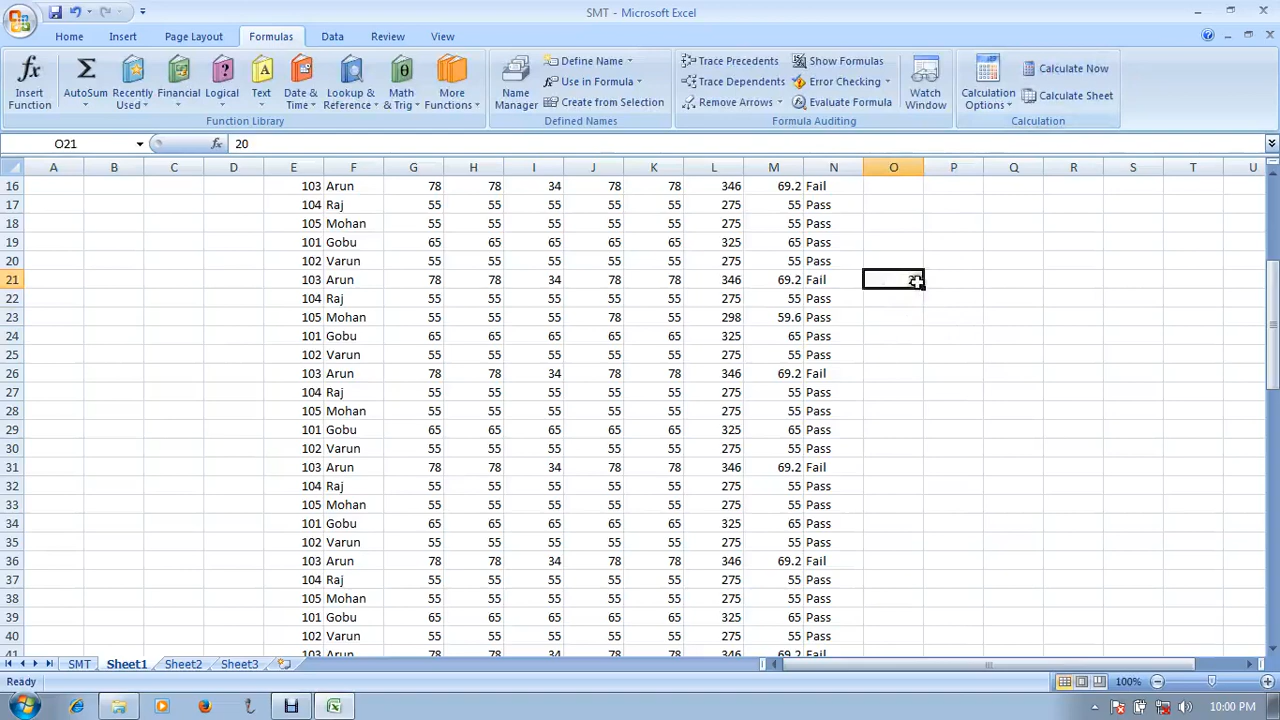 SMT - Microsoft Excel
Home Insert Page Layout Formulas Data Review View
Insert Function
AutoSum
Recently Used
Financial
Logical
Text
Date & Time
Lookup & Reference
Math & Trig
More Functions
Function Library
Name Manager
Define Name
Use in Formula
Create from Selection
Defined Names
Trace Precedents
Trace Dependents
Remove Arrows
Show Formulas
Error Checking
Evaluate Formula
Formula Auditing
Watch Window
Calculation Options
Calculate Now
Calculate Sheet
Calculation
O21 fx 20
A B C D E F G H I J K L M N O P Q R S T U
16 103 Arun 78 78 34 78 78 346 69.2 Fail
17 104 Raj 55 55 55 55 55 275 55 Pass
18 105 Mohan 55 55 55 55 55 275 55 Pass
19 101 Gobu 65 65 65 65 65 325 65 Pass
20 102 Varun 55 55 55 55 55 275 55 Pass
21 103 Arun 78 78 34 78 78 346 69.2 Fail
22 104 Raj 55 55 55 55 55 275 55 Pass
23 105 Mohan 55 55 55 78 55 298 59.6 Pass
24 101 Gobu 65 65 65 65 65 325 65 Pass
25 102 Varun 55 55 55 55 55 275 55 Pass
26 103 Arun 78 78 34 78 78 346 69.2 Fail
27 104 Raj 55 55 55 55 55 275 55 Pass
28 105 Mohan 55 55 55 55 55 275 55 Pass
29 101 Gobu 65 65 65 65 65 325 65 Pass
30 102 Varun 55 55 55 55 55 275 55 Pass
31 103 Arun 78 78 34 78 78 346 69.2 Fail
32 104 Raj 55 55 55 55 55 275 55 Pass
33 105 Mohan 55 55 55 55 55 275 55 Pass
34 101 Gobu 65 65 65 65 65 325 65 Pass
35 102 Varun 55 55 55 55 55 275 55 Pass
36 103 Arun 78 78 34 78 78 346 69.2 Fail
37 104 Raj 55 55 55 55 55 275 55 Pass
38 105 Mohan 55 55 55 55 55 275 55 Pass
39 101 Gobu 65 65 65 65 65 325 65 Pass
40 102 Varun 55 55 55 55 55 275 55 Pass
41 103 Arun 78 78 34 78 78 346 69.2 Fail
SMT Sheet1 Sheet2 Sheet3
Ready 100%
10:00 PM